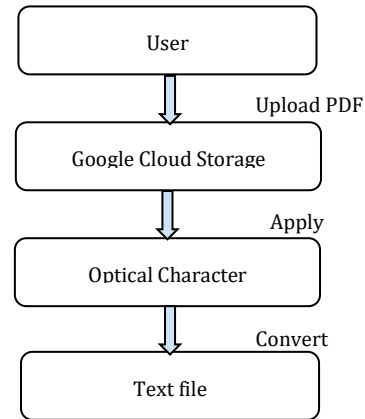 User
Upload PDF
Google Cloud Storage
Apply
Optical Character
Convert
Text file